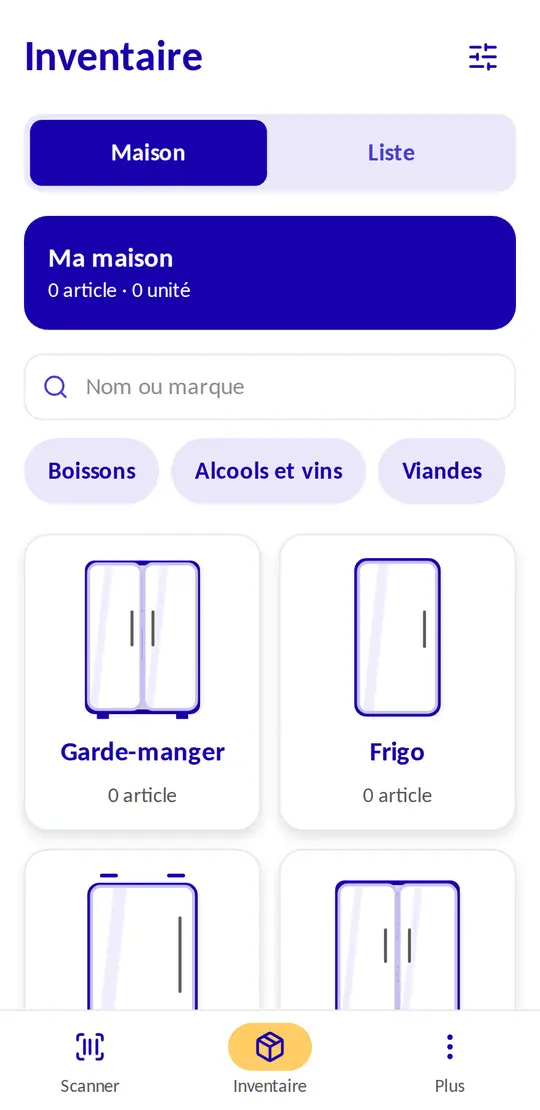 Inventaire
Maison
Liste
Ma maison
0 article · 0 unité
Nom ou marque
Boissons
Alcools et vins
Viandes
Garde-manger
0 article
Frigo
0 article
Scanner
Inventaire
Plus